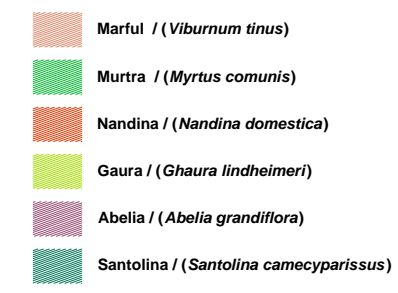 Marful / (Viburnum tinus)
Murtra / (Myrtus comunis)
Nandina / (Nandina domestica)
Gaura / (Ghaura lindheimeri)
Abelia / (Abelia grandiflora)
Santolina / (Santolina camecyparissus)